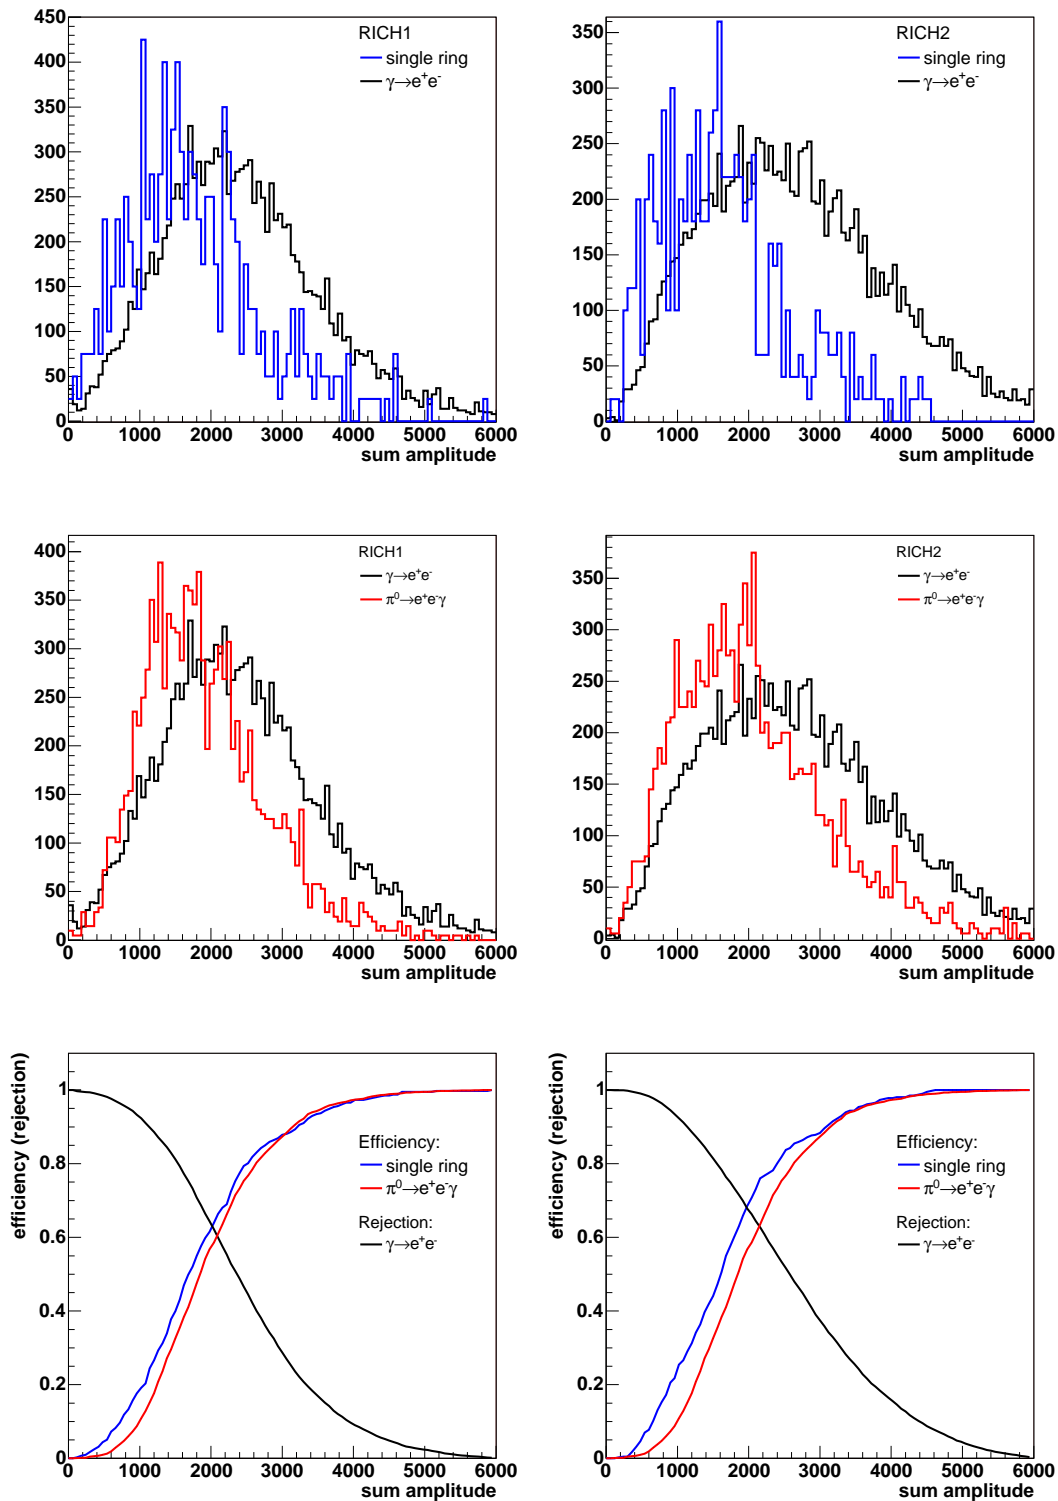 450
400
350
300
250
200
150
100
50
0
0 1000 2000 3000 4000 5000 6000
sum amplitude
RICH1
single ring
γ→e⁺e⁻
350
300
250
200
150
100
50
0
0 1000 2000 3000 4000 5000 6000
sum amplitude
RICH2
single ring
γ→e⁺e⁻
400
350
300
250
200
150
100
50
0
0 1000 2000 3000 4000 5000 6000
sum amplitude
RICH1
γ→e⁺e⁻
π⁰→e⁺e⁻γ
350
300
250
200
150
100
50
0
0 1000 2000 3000 4000 5000 6000
sum amplitude
RICH2
γ→e⁺e⁻
π⁰→e⁺e⁻γ
efficiency (rejection)
1
0.8
0.6
0.4
0.2
0
0 1000 2000 3000 4000 5000 6000
sum amplitude
Efficiency:
single ring
π⁰→e⁺e⁻γ
Rejection:
γ→e⁺e⁻
efficiency (rejection)
1
0.8
0.6
0.4
0.2
0
0 1000 2000 3000 4000 5000 6000
sum amplitude
Efficiency:
single ring
π⁰→e⁺e⁻γ
Rejection:
γ→e⁺e⁻